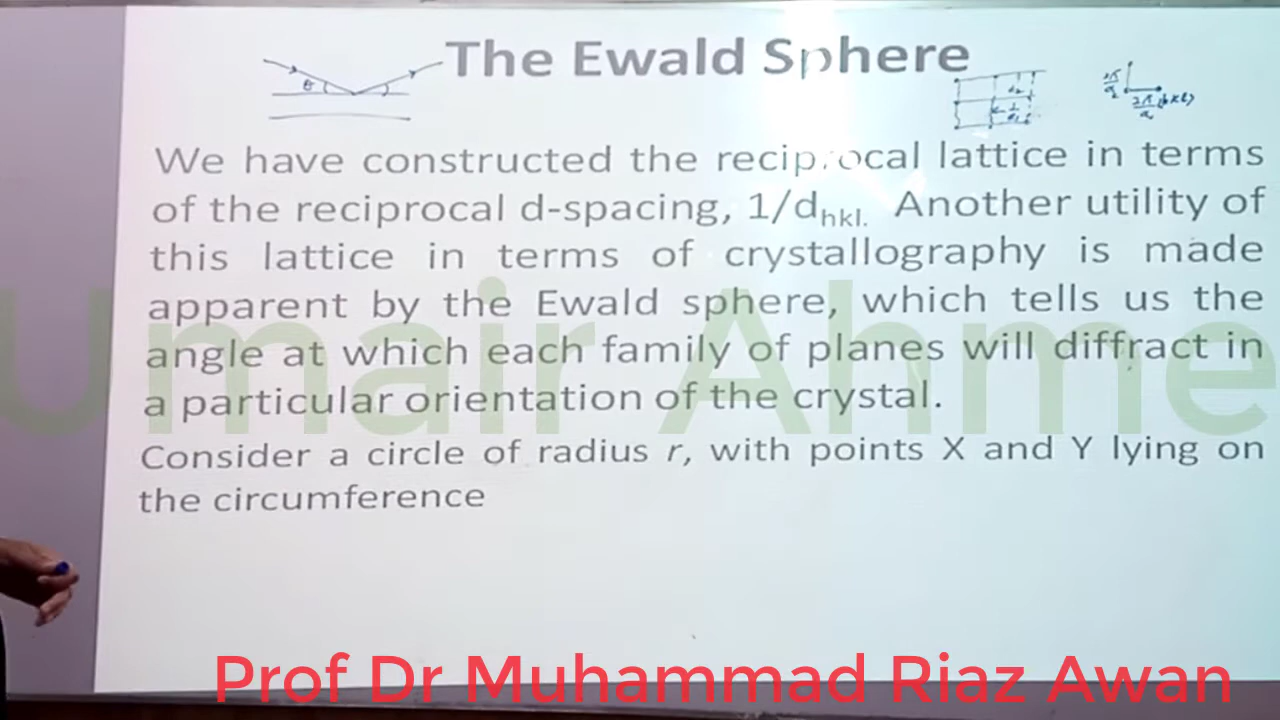 The Ewald Sphere
θ
We have constructed the reciprocal lattice in terms
of the reciprocal d-spacing, 1/dhkl. Another utility of
this lattice in terms of crystallography is made
apparent by the Ewald sphere, which tells us the
angle at which each family of planes will diffract in
a particular orientation of the crystal.
Consider a circle of radius r, with points X and Y lying on
the circumference
Umair Ahme
Prof Dr Muhammad Riaz Awan